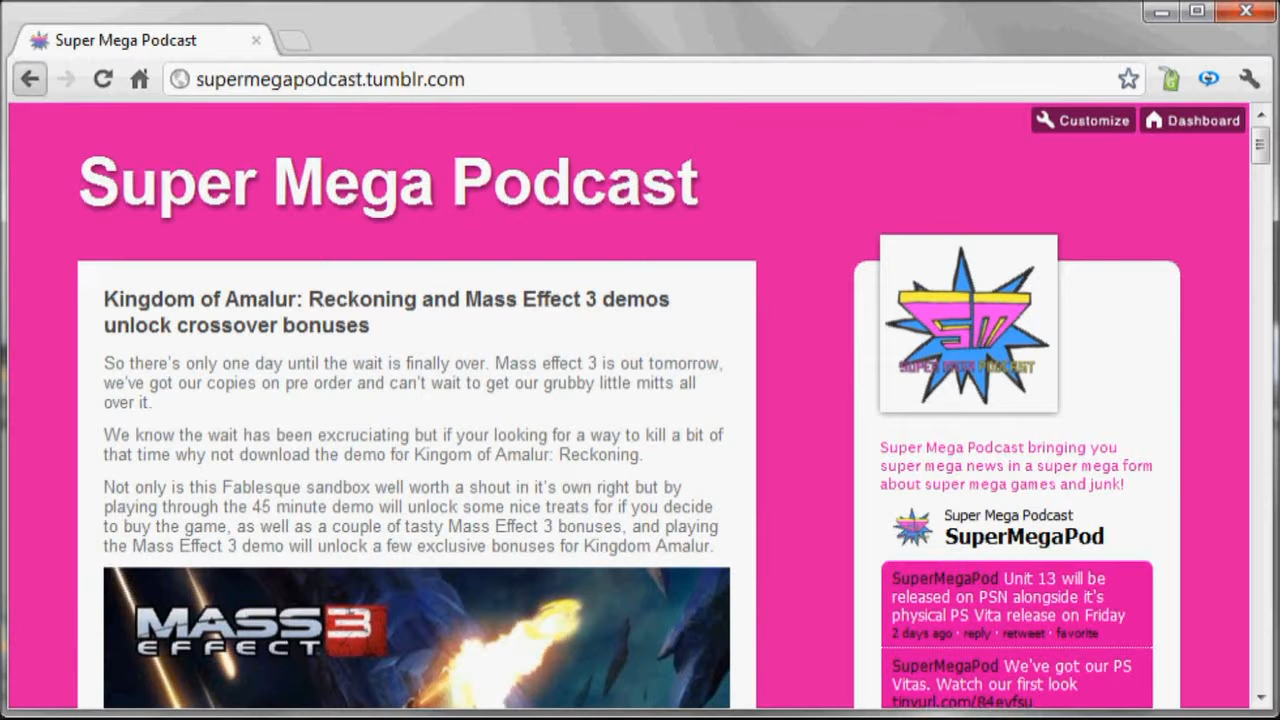 Super Mega Podcast
supermegapodcast.tumblr.com
Customize
Dashboard
Super Mega Podcast
Kingdom of Amalur: Reckoning and Mass Effect 3 demos
unlock crossover bonuses
So there's only one day until the wait is finally over. Mass effect 3 is out tomorrow,
we've got our copies on pre order and can't wait to get our grubby little mitts all
over it.
We know the wait has been excruciating but if your looking for a way to kill a bit of
that time why not download the demo for Kingom of Amalur: Reckoning.
Not only is this Fablesque sandbox well worth a shout in it's own right but by
playing through the 45 minute demo will unlock some nice treats for if you decide
to buy the game, as well as a couple of tasty Mass Effect 3 bonuses, and playing
the Mass Effect 3 demo will unlock a few exclusive bonuses for Kingdom Amalur.
MASS 3
EFFECT
SM
SUPER MEGA PODCAST
Super Mega Podcast bringing you
super mega news in a super mega form
about super mega games and junk!
Super Mega Podcast
SuperMegaPod
SuperMegaPod Unit 13 will be
released on PSN alongside it's
physical PS Vita release on Friday
2 days ago · reply · retweet · favorite
SuperMegaPod We've got our PS
Vitas. Watch our first look
tinyurl.com/84eyfsu